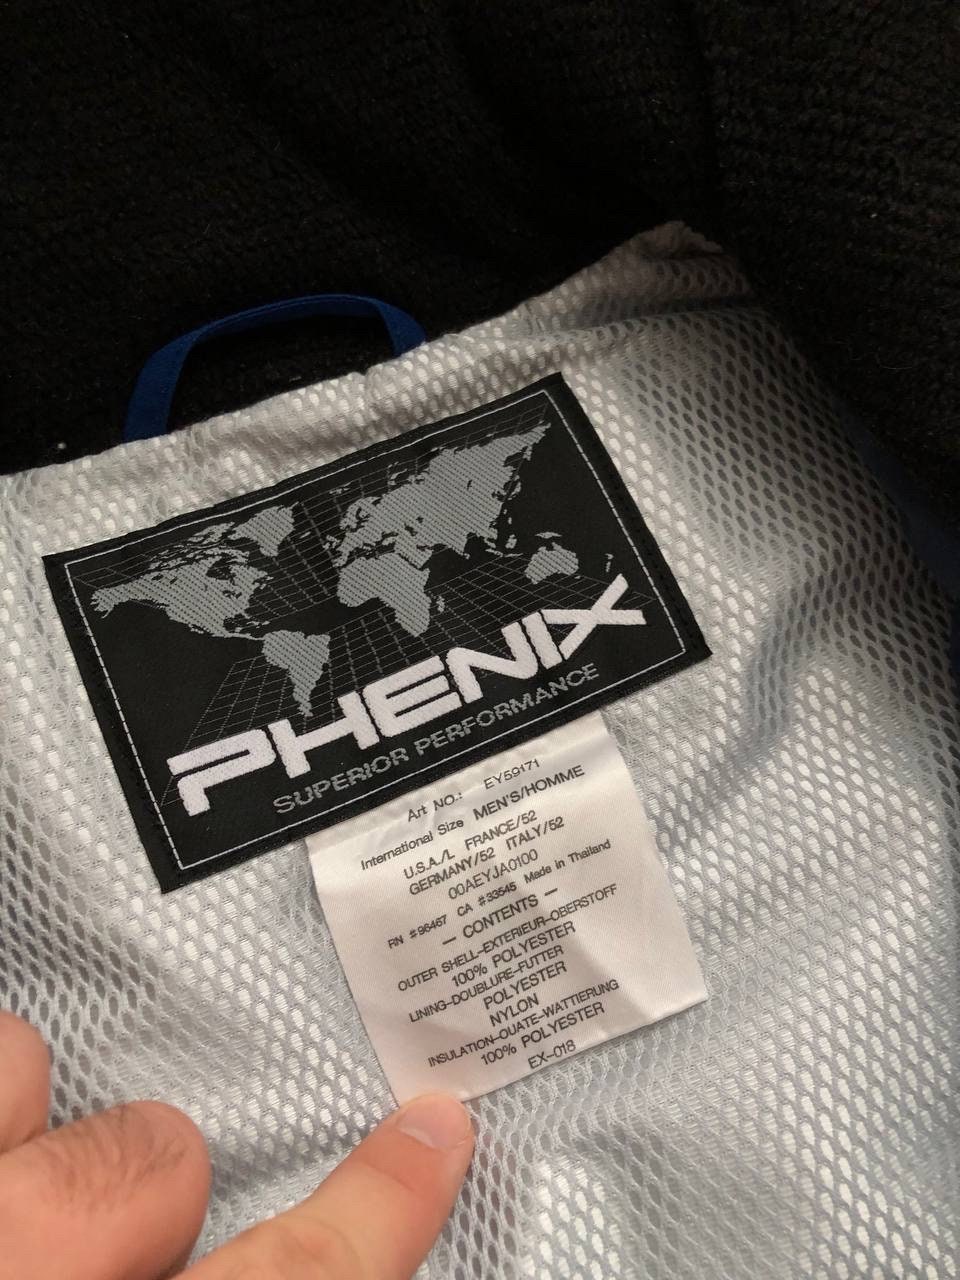 PHENIX
SUPERIOR PERFORMANCE
Art NO.: EY59171
International Size MEN'S/HOMME
U.S.A./L FRANCE/52
GERMANY/52 ITALY/52
00AEYJA0100
RN #96467 CA #33545 Made in Thailand
— CONTENTS —
OUTER SHELL-EXTERIEUR-OBERSTOFF
100% POLYESTER
LINING-DOUBLURE-FUTTER
POLYESTER
NYLON
INSULATION-OUATE-WATTIERUNG
100% POLYESTER
EX-018